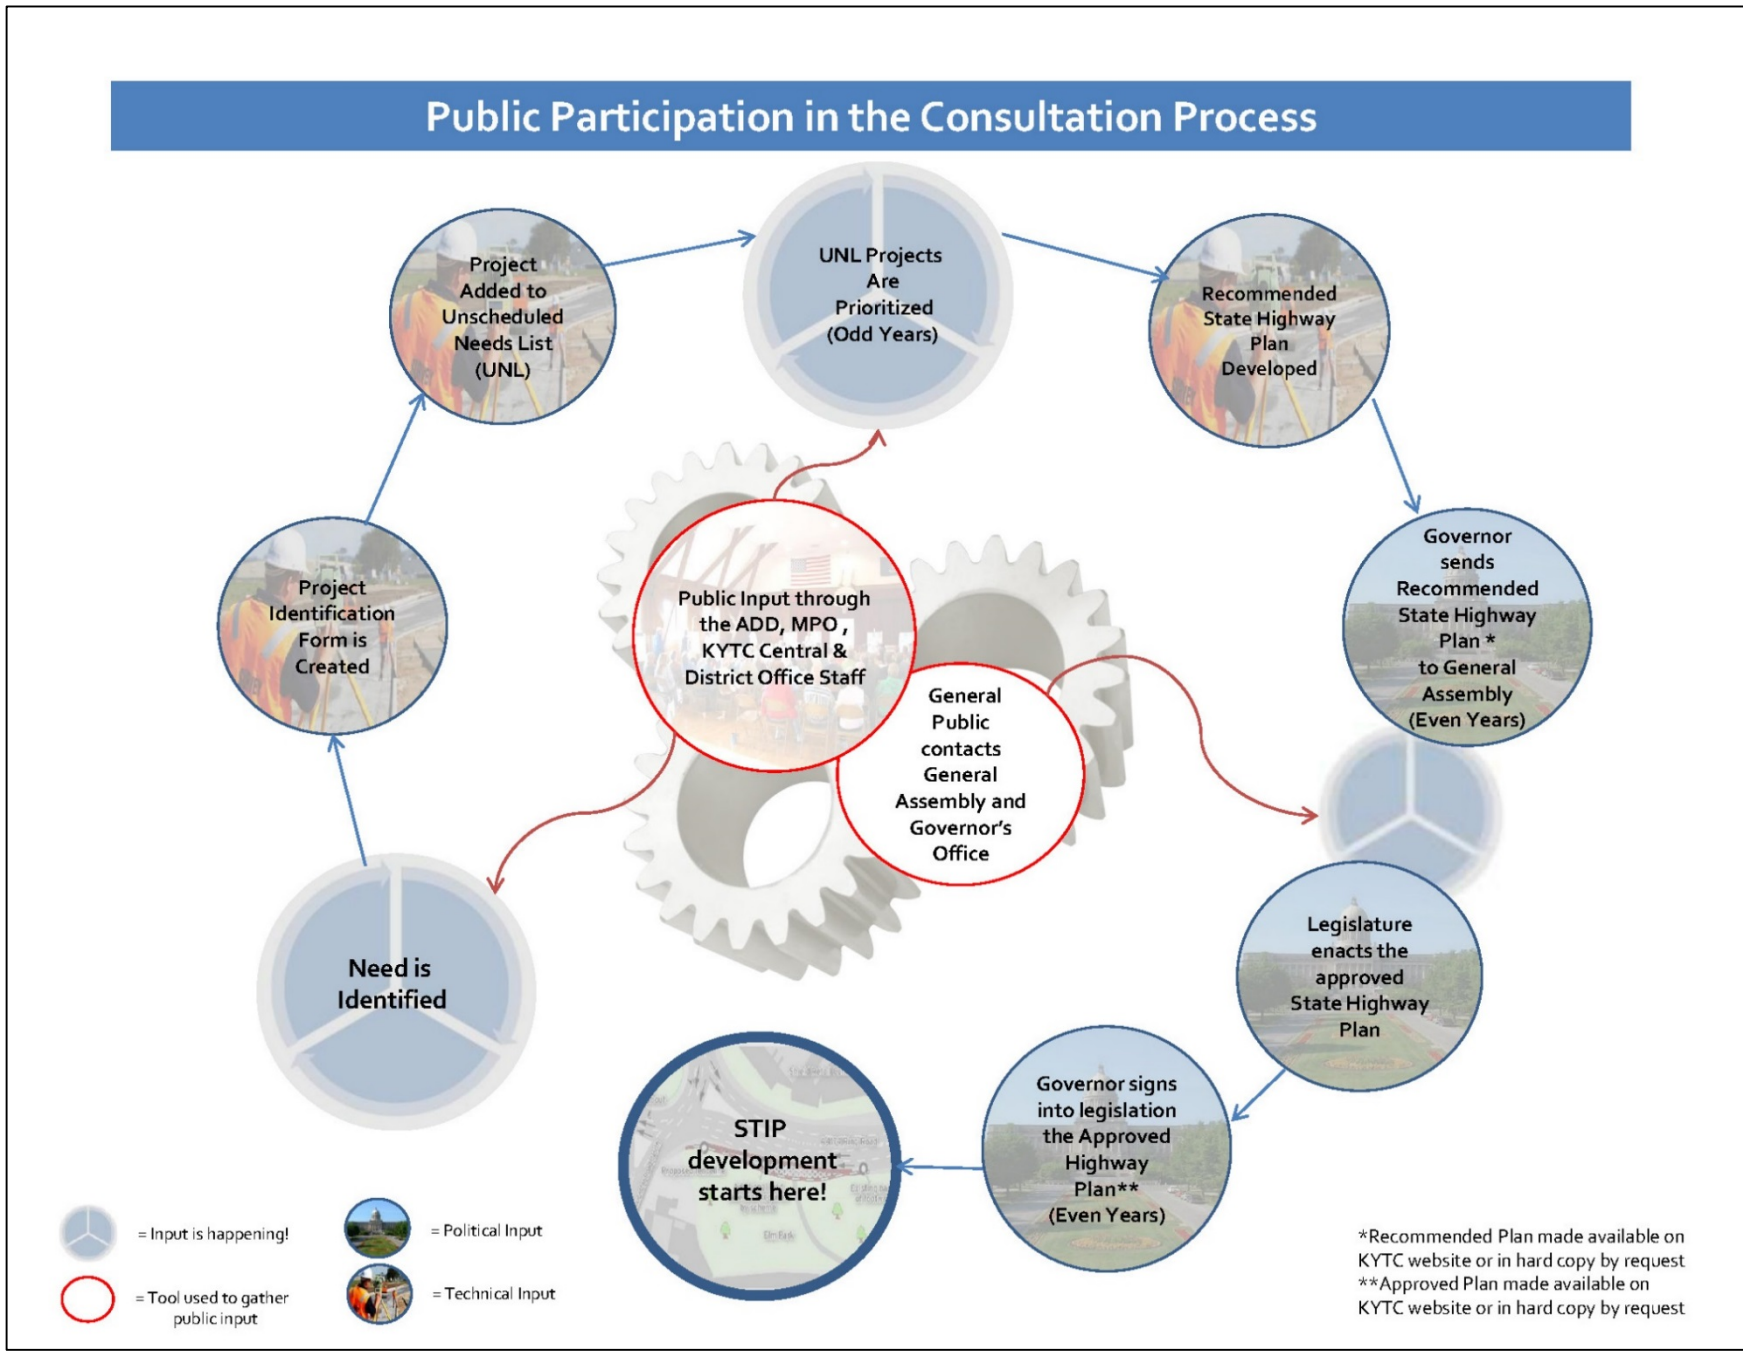 Public Participation in the Consultation Process
UNL Projects
Are
Prioritized
(Odd Years)
Project
Added to
Unscheduled
Needs List
(UNL)
Recommended
State Highway
Plan
Developed
Project
Identification
Form is
Created
Governor
sends
Recommended
State Highway
Plan *
to General
Assembly
(Even Years)
Public Input through
the ADD, MPO ,
KYTC Central &
District Office Staff
General
Public
contacts
General
Assembly and
Governor's
Office
Need is
Identified
Legislature
enacts the
approved
State Highway
Plan
Governor signs
into legislation
the Approved
Highway
Plan**
(Even Years)
STIP
development
starts here!
= Input is happening!
= Political Input
= Tool used to gather
public input
= Technical Input
*Recommended Plan made available on
KYTC website or in hard copy by request
**Approved Plan made available on
KYTC website or in hard copy by request